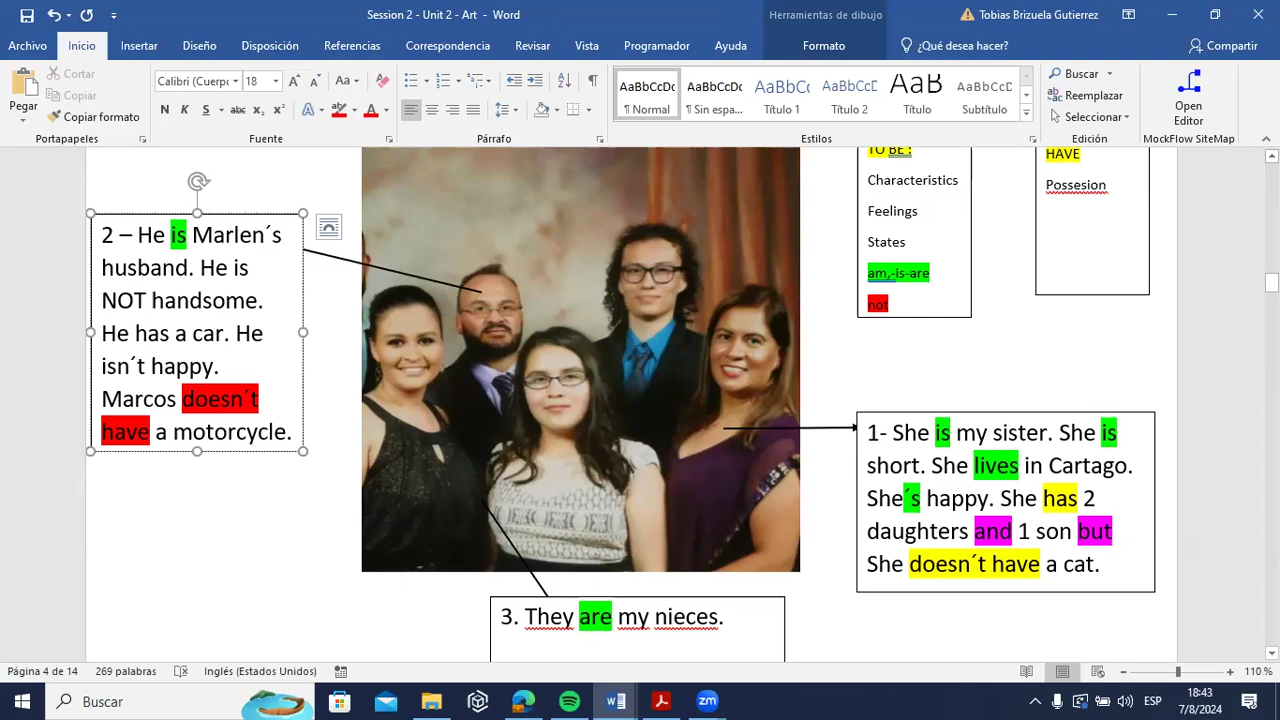 Session 2 - Unit 2 - Art - Word
Herramientas de dibujo
Tobias Brizuela Gutierrez
Archivo Inicio Insertar Diseño Disposición Referencias Correspondencia Revisar Vista Programador Ayuda Formato ¿Qué desea hacer? Compartir
Pegar
Cortar
Copiar
Copiar formato
Portapapeles
Calibri (Cuerpc 18
Fuente
Párrafo
AaBbCcDc AaBbCcDc AaBbCc AaBbCcD AaB AaBbCcD
¶ Normal ¶ Sin espa... Título 1 Título 2 Título Subtítulo
Estilos
Buscar
Reemplazar
Seleccionar
Edición
Open
Editor
MockFlow SiteMap
2 – He is Marlen´s
husband. He is
NOT handsome.
He has a car. He
isn´t happy.
Marcos doesn´t
have a motorcycle.
TO BE :
Characteristics
Feelings
States
am,-is-are
not
HAVE
Possesion
1- She is my sister. She is
short. She lives in Cartago.
She´s happy. She has 2
daughters and 1 son but
She doesn´t have a cat.
3. They are my nieces.
Página 4 de 14 269 palabras Inglés (Estados Unidos) 110 %
Buscar
ESP
18:43
7/8/2024